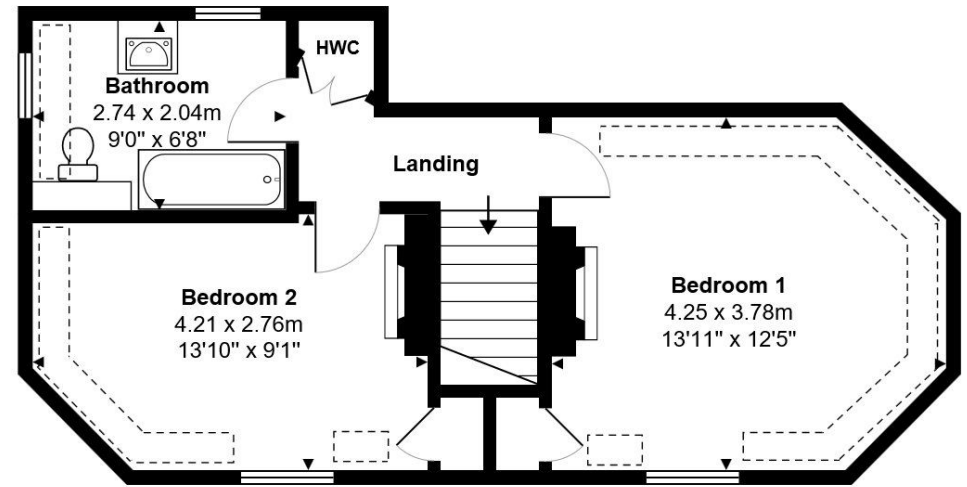 HWC
Bathroom
2.74 x 2.04m
9'0" x 6'8"
Landing
Bedroom 2
4.21 x 2.76m
13'10" x 9'1"
Bedroom 1
4.25 x 3.78m
13'11" x 12'5"